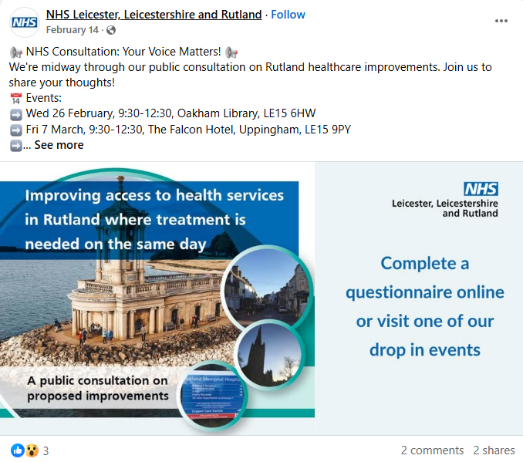 NHS
NHS Leicester, Leicestershire and Rutland · Follow
February 14 ·
NHS Consultation: Your Voice Matters!
We're midway through our public consultation on Rutland healthcare improvements. Join us to
share your thoughts!
Events:
Wed 26 February, 9:30-12:30, Oakham Library, LE15 6HW
Fri 7 March, 9:30-12:30, The Falcon Hotel, Uppingham, LE15 9PY
... See more
Improving access to health services
in Rutland where treatment is
needed on the same day
A public consultation on
proposed improvements
NHS
Leicester, Leicestershire
and Rutland
Complete a
questionnaire online
or visit one of our
drop in events
3
2 comments 2 shares